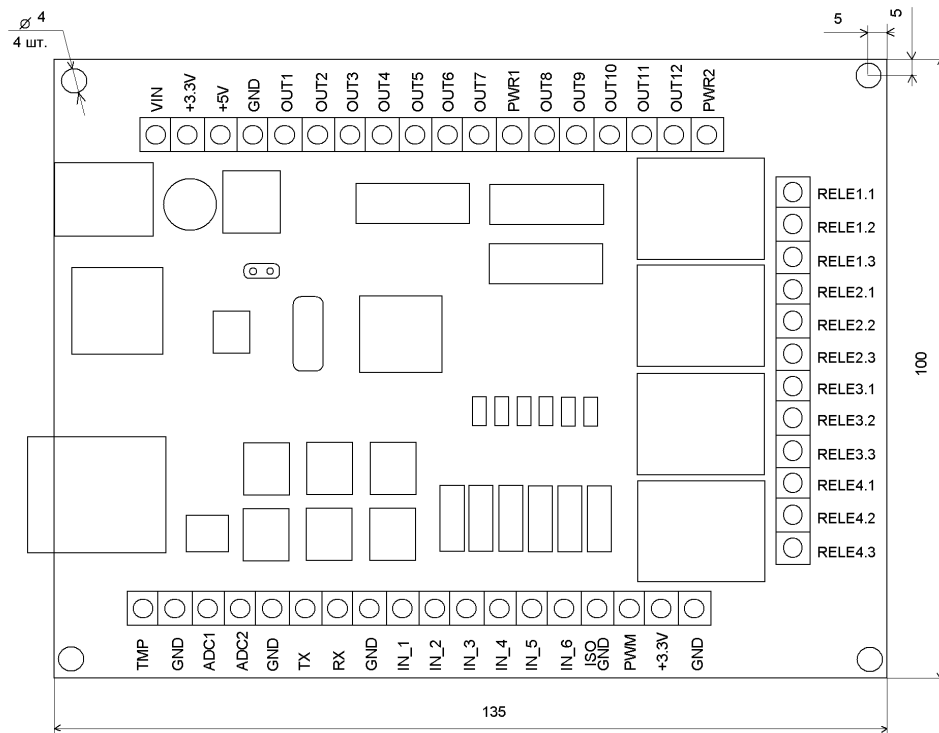 ⌀ 4
4 шт.
5
5
VIN
+3.3V
+5V
GND
OUT1
OUT2
OUT3
OUT4
OUT5
OUT6
OUT7
PWR1
OUT8
OUT9
OUT10
OUT11
OUT12
PWR2
RELE1.1
RELE1.2
RELE1.3
RELE2.1
RELE2.2
RELE2.3
RELE3.1
RELE3.2
RELE3.3
RELE4.1
RELE4.2
RELE4.3
100
TMP
GND
ADC1
ADC2
GND
TX
RX
GND
IN_1
IN_2
IN_3
IN_4
IN_5
IN_6
ISO
GND
PWM
+3.3V
GND
135